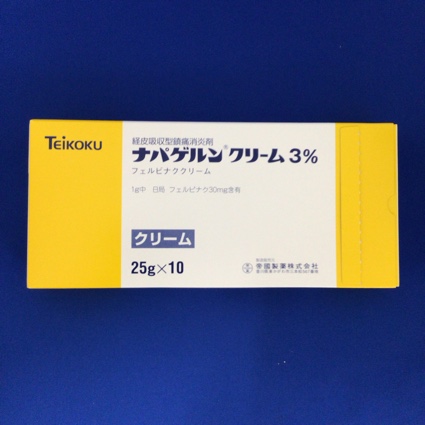 TEIKOKU
経皮吸収型鎮痛消炎剤
ナパゲルン®クリーム3%
フェルビナククリーム
1g中 日局 フェルビナク30mg含有
クリーム
25g×10
帝國製薬株式会社